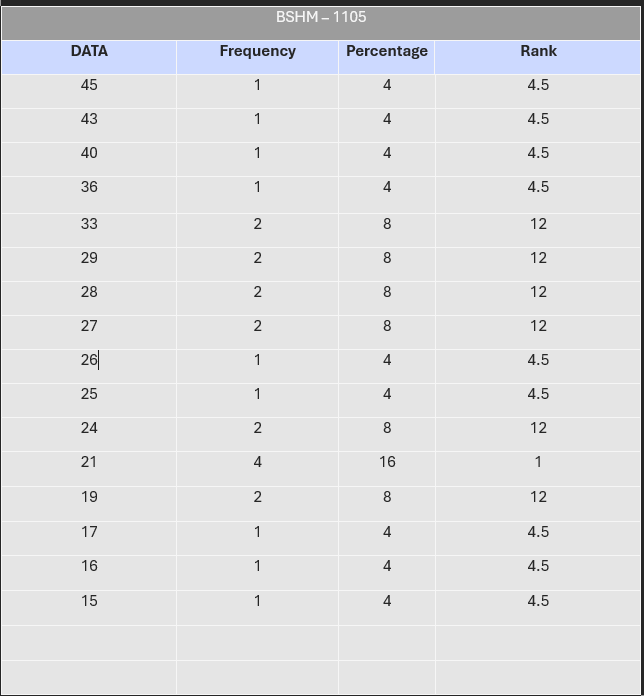 BSHM – 1105
DATA Frequency Percentage Rank
45 1 4 4.5
43 1 4 4.5
40 1 4 4.5
36 1 4 4.5
33 2 8 12
29 2 8 12
28 2 8 12
27 2 8 12
26 1 4 4.5
25 1 4 4.5
24 2 8 12
21 4 16 1
19 2 8 12
17 1 4 4.5
16 1 4 4.5
15 1 4 4.5